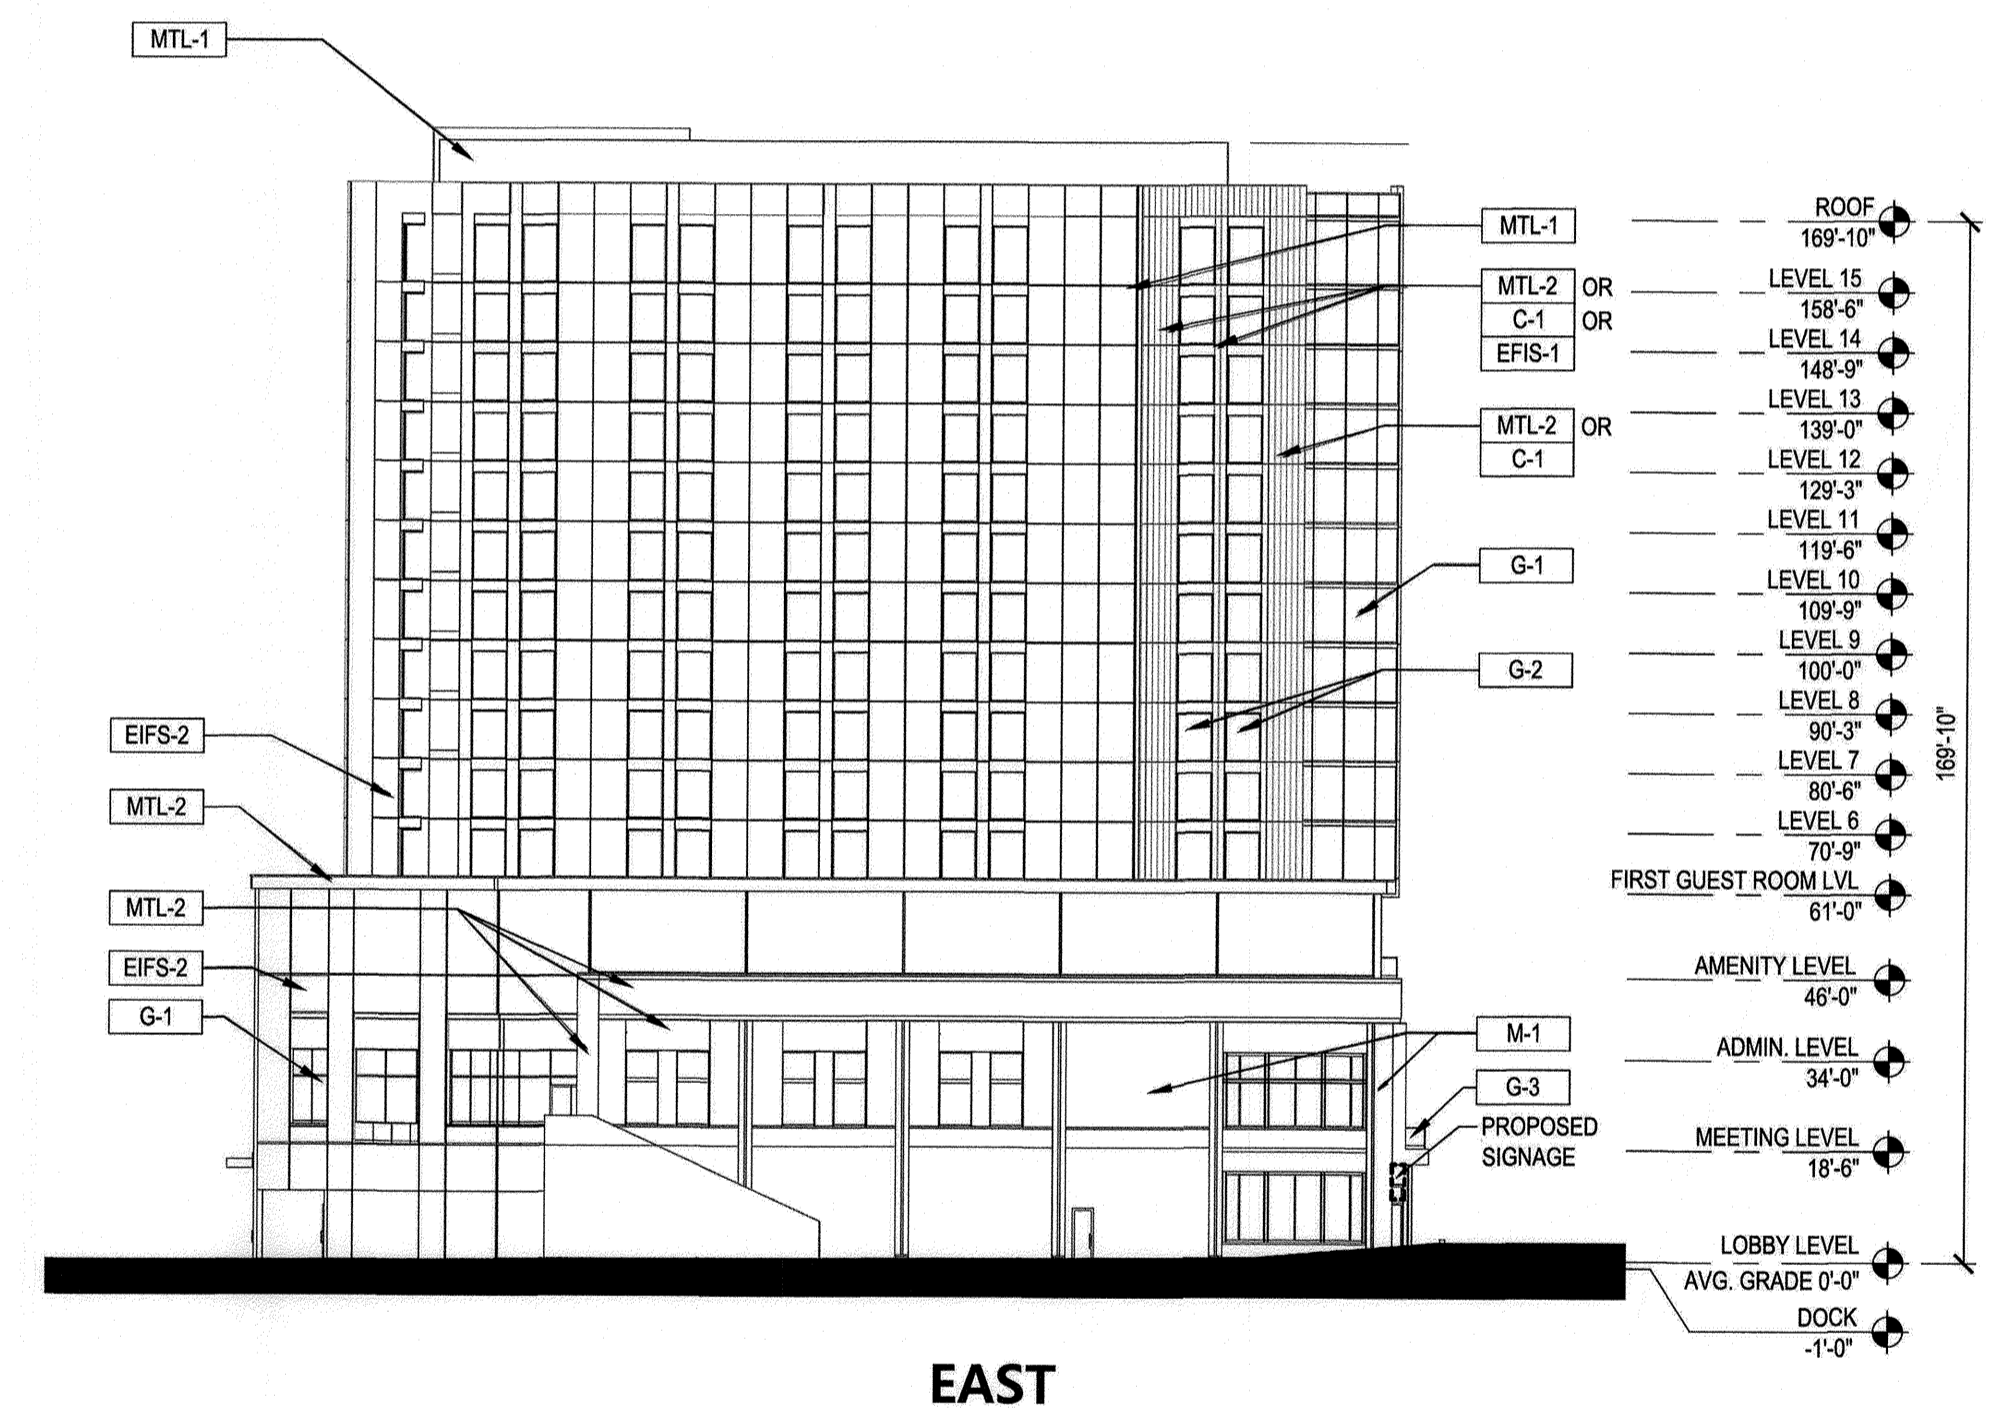 MTL-1
MTL-1
ROOF
169'-10"
MTL-2 OR
C-1 OR
EFIS-1
LEVEL 15
158'-6"
LEVEL 14
148'-9"
MTL-2 OR
C-1
LEVEL 13
139'-0"
LEVEL 12
129'-3"
LEVEL 11
119'-6"
G-1
LEVEL 10
109'-9"
LEVEL 9
100'-0"
G-2
LEVEL 8
90'-3"
169'-10"
EIFS-2
LEVEL 7
80'-6"
MTL-2
LEVEL 6
70'-9"
FIRST GUEST ROOM LVL
61'-0"
MTL-2
EIFS-2
AMENITY LEVEL
46'-0"
G-1
M-1
ADMIN. LEVEL
34'-0"
G-3
PROPOSED
SIGNAGE
MEETING LEVEL
18'-6"
LOBBY LEVEL
AVG. GRADE 0'-0"
DOCK
-1'-0"
EAST